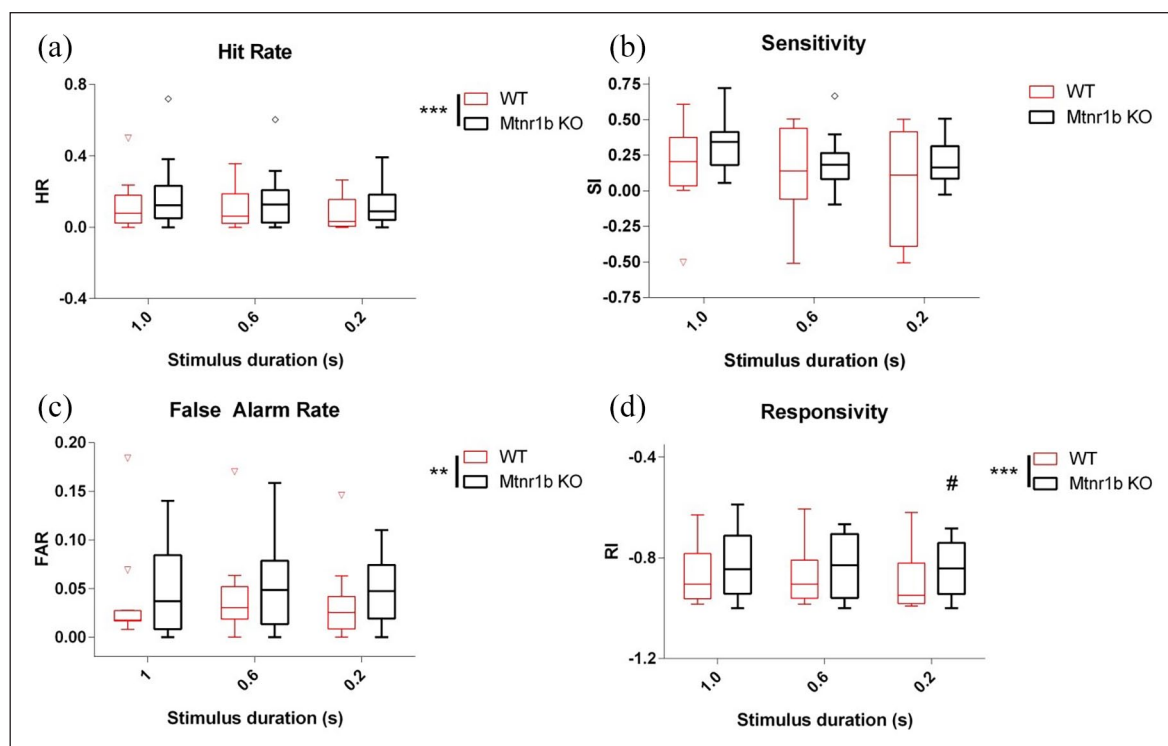 (a)
Hit Rate
0.8
0.4
0.0
-0.4
HR
1.0
0.6
0.2
Stimulus duration (s)
***
WT
Mtnr1b KO
(b)
Sensitivity
0.75
0.50
0.25
0.00
-0.25
-0.50
-0.75
SI
1.0
0.6
0.2
Stimulus duration (s)
WT
Mtnr1b KO
(c)
False Alarm Rate
0.20
0.15
0.10
0.05
0.00
FAR
1
0.6
0.2
Stimulus duration (s)
**
WT
Mtnr1b KO
(d)
Responsivity
-0.4
-0.8
-1.2
RI
#
1.0
0.6
0.2
Stimulus duration (s)
***
WT
Mtnr1b KO